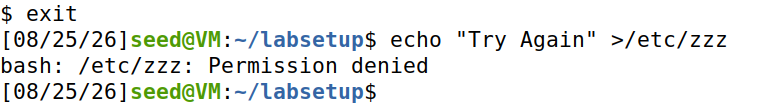 $ exit
[08/25/26]seed@VM:~/labsetup$ echo "Try Again" >/etc/zzz
bash: /etc/zzz: Permission denied
[08/25/26]seed@VM:~/labsetup$